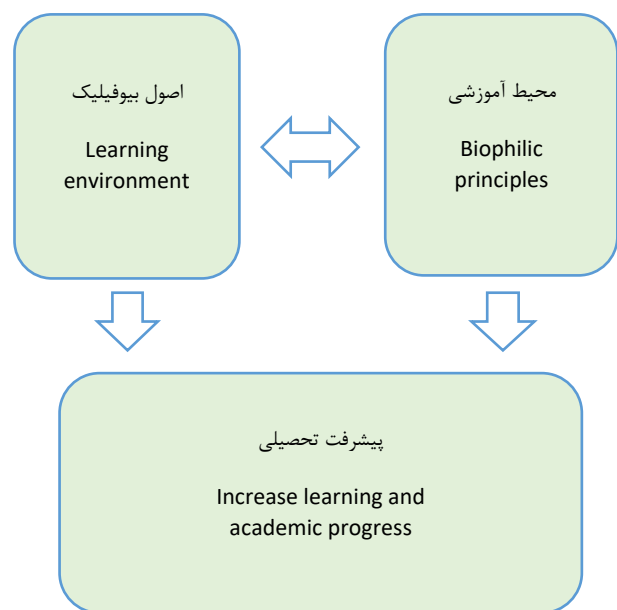 اصول بیوفیلیک
Learning
environment
محیط آموزشی
Biophilic
principles
پیشرفت تحصیلی
Increase learning and
academic progress